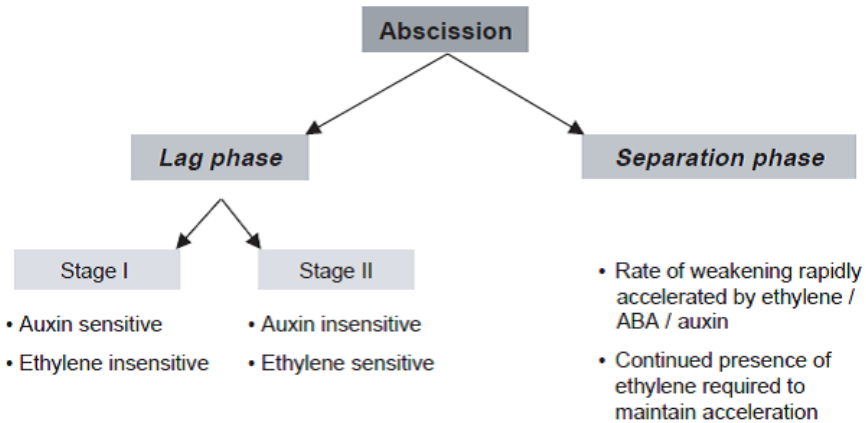 Abscission
Lag phase
Separation phase
Stage I
Stage II
• Auxin sensitive
• Ethylene insensitive
• Auxin insensitive
• Ethylene sensitive
• Rate of weakening rapidly
accelerated by ethylene /
ABA / auxin
• Continued presence of
ethylene required to
maintain acceleration